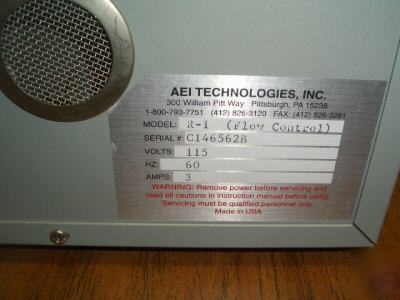 AEI TECHNOLOGIES, INC.
300 William Pitt Way Pittsburgh, PA 15238
1-800-793-7751 (412) 826-3120 FAX: (412) 826-3281
MODEL: R-1 (Flow Control)
SERIAL #: C146562B
VOLTS: 115
HZ: 60
AMPS: 3
WARNING: Remove power before servicing and
read all cautions in instruction manual before using.
Servicing must be qualified personnel only.
Made in USA